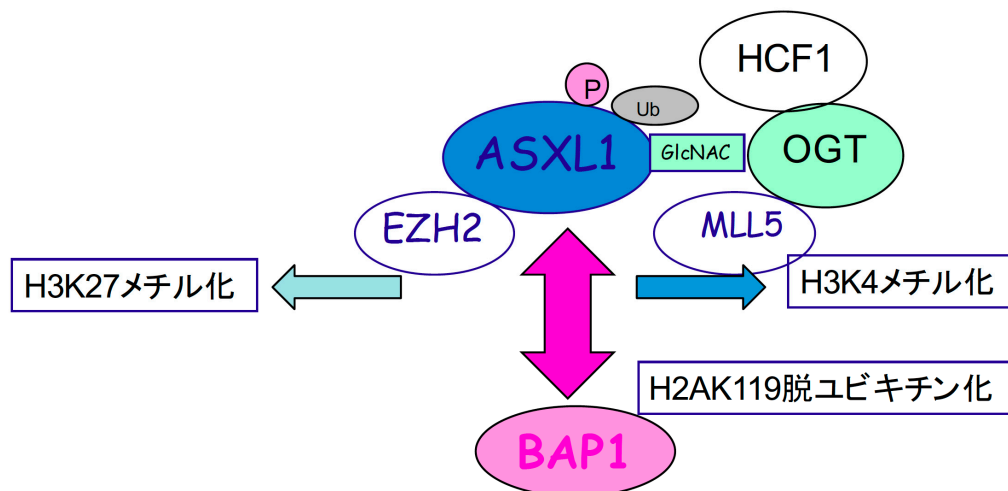 HCF1
P
Ub
ASXL1
GlcNAC
OGT
EZH2
MLL5
H3K27メチル化
H3K4メチル化
H2AK119脱ユビキチン化
BAP1